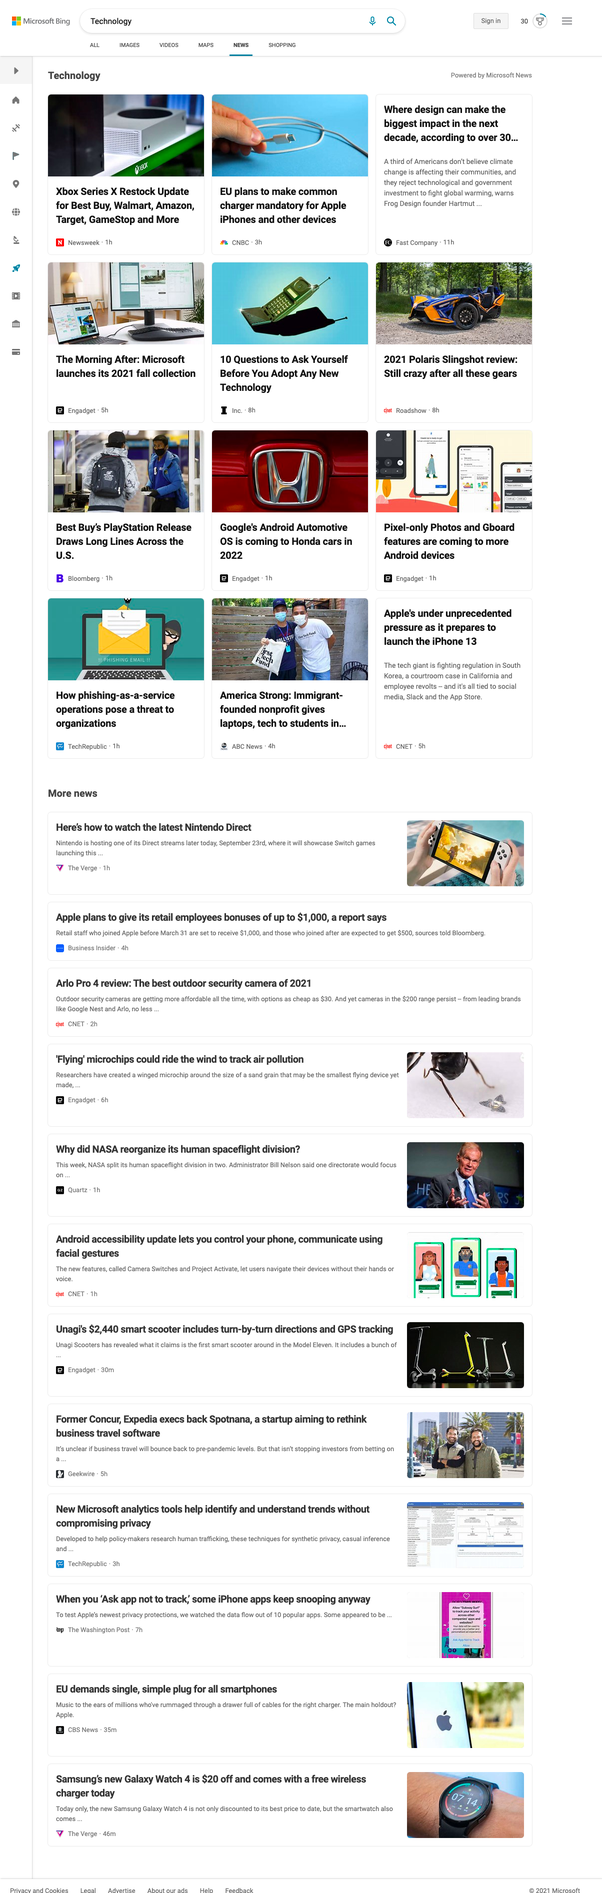 Microsoft Bing
Technology
Sign in
30
ALL
IMAGES
VIDEOS
MAPS
NEWS
SHOPPING
Technology
Powered by Microsoft News
XBOX
Xbox Series X Restock Update
for Best Buy, Walmart, Amazon,
Target, GameStop and More
Newsweek · 1h
EU plans to make common
charger mandatory for Apple
iPhones and other devices
CNBC · 3h
Where design can make the
biggest impact in the next
decade, according to over 30...
A third of Americans don't believe climate
change is affecting their communities, and
they reject technological and government
investment to fight global warming, warns
Frog Design founder Hartmut ...
Fast Company · 11h
The Morning After: Microsoft
launches its 2021 fall collection
Engadget · 5h
10 Questions to Ask Yourself
Before You Adopt Any New
Technology
Inc. · 8h
2021 Polaris Slingshot review:
Still crazy after all these gears
Roadshow · 8h
Best Buy's PlayStation Release
Draws Long Lines Across the
U.S.
Bloomberg · 1h
Google's Android Automotive
OS is coming to Honda cars in
2022
Engadget · 1h
Pixel-only Photos and Gboard
features are coming to more
Android devices
Engadget · 1h
PHISHING EMAIL !!
How phishing-as-a-service
operations pose a threat to
organizations
TechRepublic · 1h
First
Tech
Fund
America Strong: Immigrant-
founded nonprofit gives
laptops, tech to students in...
ABC News · 4h
Apple's under unprecedented
pressure as it prepares to
launch the iPhone 13
The tech giant is fighting regulation in South
Korea, a courtroom case in California and
employee revolts – and it's all tied to social
media, Slack and the App Store.
CNET · 5h
More news
Here's how to watch the latest Nintendo Direct
Nintendo is hosting one of its Direct streams later today, September 23rd, where it will showcase Switch games
launching this ...
The Verge · 1h
Apple plans to give its retail employees bonuses of up to $1,000, a report says
Retail staff who joined Apple before March 31 are set to receive $1,000, and those who joined after are expected to get $500, sources told Bloomberg.
Business Insider · 4h
Arlo Pro 4 review: The best outdoor security camera of 2021
Outdoor security cameras are getting more affordable all the time, with options as cheap as $30. And yet cameras in the $200 range persist – from leading brands
like Google Nest and Arlo, no less ...
CNET · 2h
'Flying' microchips could ride the wind to track air pollution
Researchers have created a winged microchip around the size of a sand grain that may be the smallest flying device yet
made, ...
Engadget · 6h
Why did NASA reorganize its human spaceflight division?
This week, NASA split its human spaceflight division in two. Administrator Bill Nelson said one directorate would focus
on ...
Quartz · 1h
Android accessibility update lets you control your phone, communicate using
facial gestures
The new features, called Camera Switches and Project Activate, let users navigate their devices without their hands or
voice.
CNET · 1h
Unagi's $2,440 smart scooter includes turn-by-turn directions and GPS tracking
Unagi Scooters has revealed what it claims is the first smart scooter around in the Model Eleven. It includes a bunch of
...
Engadget · 30m
Former Concur, Expedia execs back Spotnana, a startup aiming to rethink
business travel software
It's unclear if business travel will bounce back to pre-pandemic levels. But that isn't stopping investors from betting on
a ...
Geekwire · 5h
New Microsoft analytics tools help identify and understand trends without
compromising privacy
Developed to help policy-makers research human trafficking, these techniques for synthetic privacy, casual inference
and ...
TechRepublic · 3h
When you 'Ask app not to track,' some iPhone apps keep snooping anyway
To test Apple's newest privacy protections, we watched the data flow out of 10 popular apps. Some appeared to be ...
The Washington Post · 7h
EU demands single, simple plug for all smartphones
Music to the ears of millions who've rummaged through a drawer full of cables for the right charger. The main holdout?
Apple.
CBS News · 35m
Samsung's new Galaxy Watch 4 is $20 off and comes with a free wireless
charger today
Today only, the new Samsung Galaxy Watch 4 is not only discounted to its best price to date, but the smartwatch also
comes ...
The Verge · 46m
Privacy and Cookies
Legal
Advertise
About our ads
Help
Feedback
© 2021 Microsoft